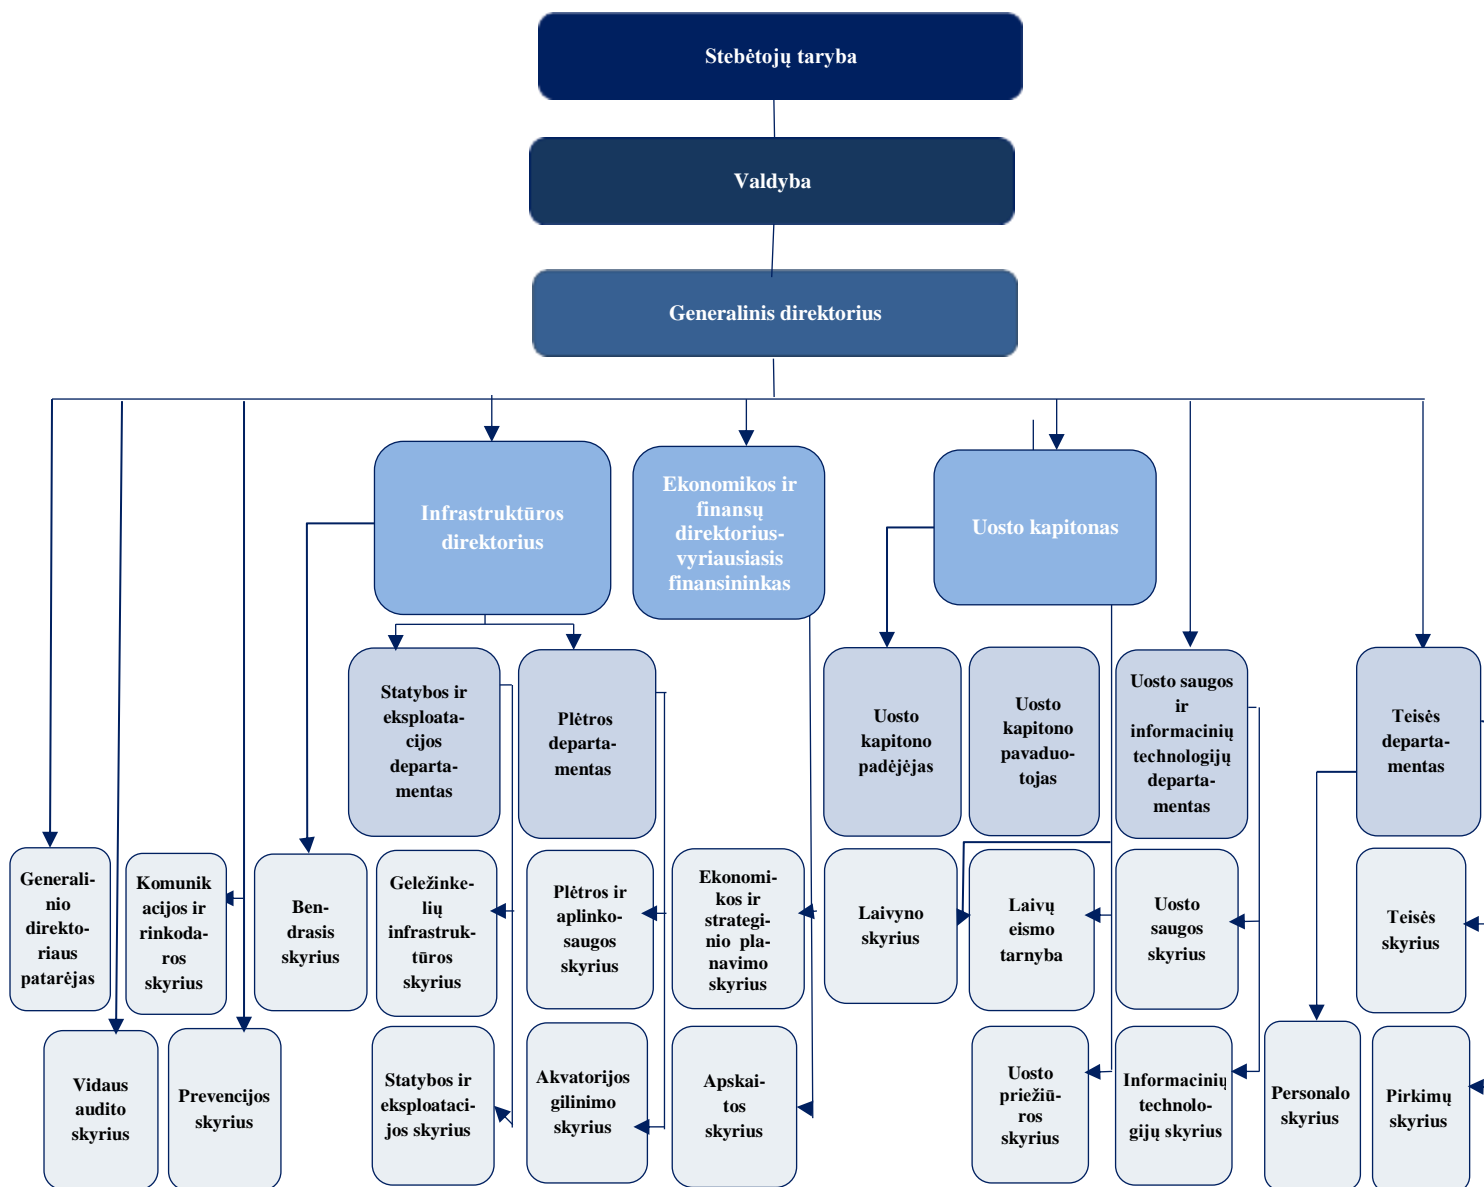 Stebėtojų taryba
Valdyba
Generalinis direktorius
Infrastruktūros
direktorius
Ekonomikos ir
finansų
direktorius-
vyriausiasis
finansininkas
Uosto kapitonas
Statybos ir
eksploata-
cijos
departa-
mentas
Plėtros
departa-
mentas
Uosto
kapitono
padėjėjas
Uosto
kapitono
pavaduo-
tojas
Uosto saugos
ir
informacinių
technologijų
departa-
mentas
Teisės
departa-
mentas
Generali-
nio
direkto-
riaus
patarėjas
Komunik
acijos ir
rinkoda-
ros
skyrius
Ben-
drasis
skyrius
Geležinke-
lių
infrastruk-
tūros
skyrius
Plėtros ir
aplinko-
saugos
skyrius
Ekonomi-
kos ir
strategi-
nio pla-
navimo
skyrius
Laivyno
skyrius
Laivų
eismo
tarnyba
Uosto
saugos
skyrius
Teisės
skyrius
Vidaus
audito
skyrius
Prevencijos
skyrius
Statybos ir
eksploataci-
jos skyrius
Akvatorijos
gilinimo
skyrius
Apskai-
tos
skyrius
Uosto
priežiū-
ros
skyrius
Informacinių
technolo-
gijų skyrius
Personalo
skyrius
Pirkimų
skyrius